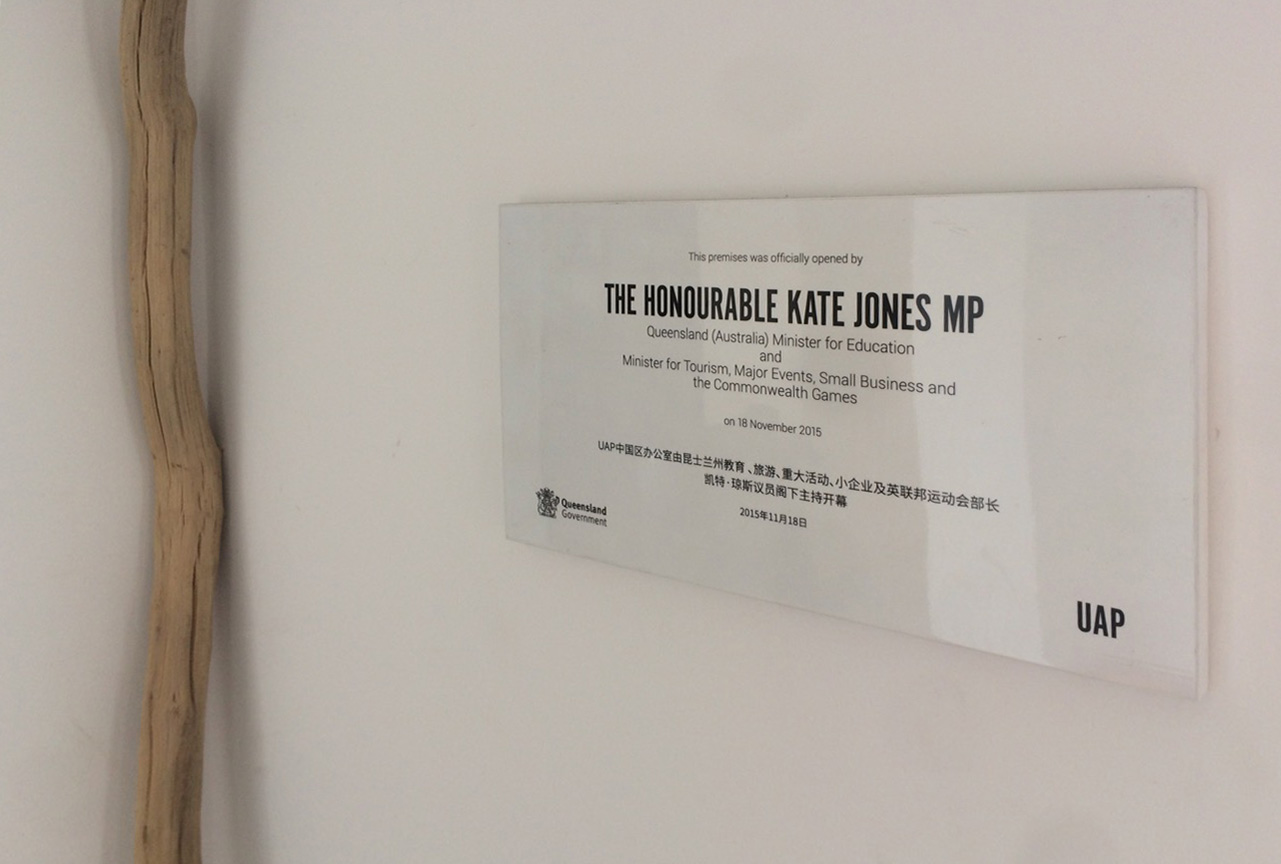 This premises was officially opened by
THE HONOURABLE KATE JONES MP
Queensland (Australia) Minister for Education
and
Minister for Tourism, Major Events, Small Business and
the Commonwealth Games
on 18 November 2015
UAP中国区办公室由昆士兰州教育、旅游、重大活动、小企业及英联邦运动会部长
凯特·琼斯议员阁下主持开幕
2015年11月18日
Queensland
Government
UAP